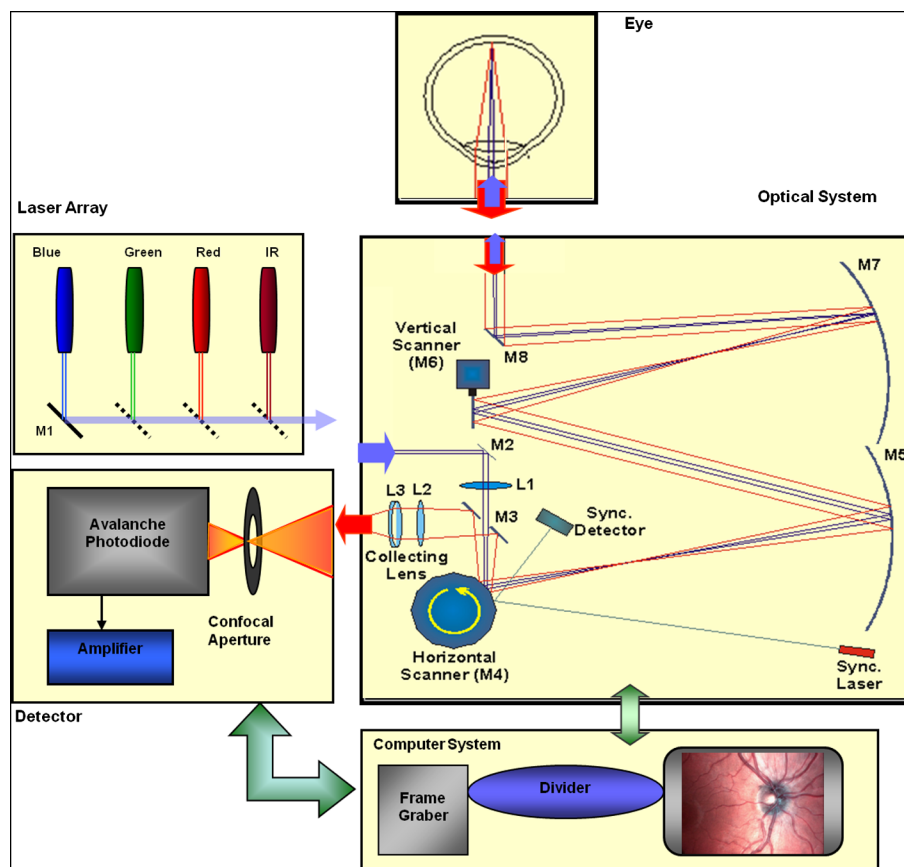 Eye
Laser Array
Optical System
Blue
Green
Red
IR
M1
M7
Vertical
Scanner
(M6)
M8
M2
M5
L1
L3
L2
M3
Sync.
Detector
Collecting
Lens
Horizontal
Scanner (M4)
Sync.
Laser
Avalanche
Photodiode
Confocal
Aperture
Amplifier
Detector
Computer System
Frame
Graber
Divider